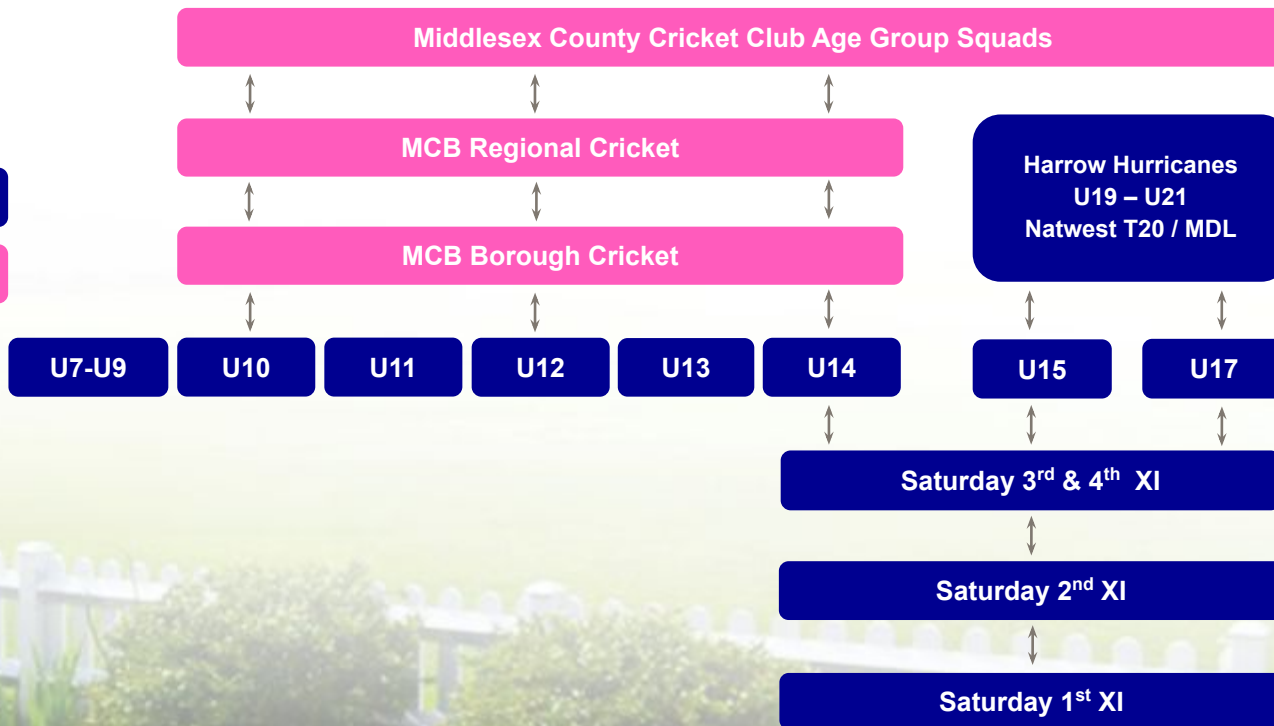 Middlesex County Cricket Club Age Group Squads
MCB Regional Cricket
Harrow Hurricanes
U19 – U21
Natwest T20 / MDL
MCB Borough Cricket
U7-U9
U10
U11
U12
U13
U14
U15
U17
Saturday 3rd & 4th XI
Saturday 2nd XI
Saturday 1st XI